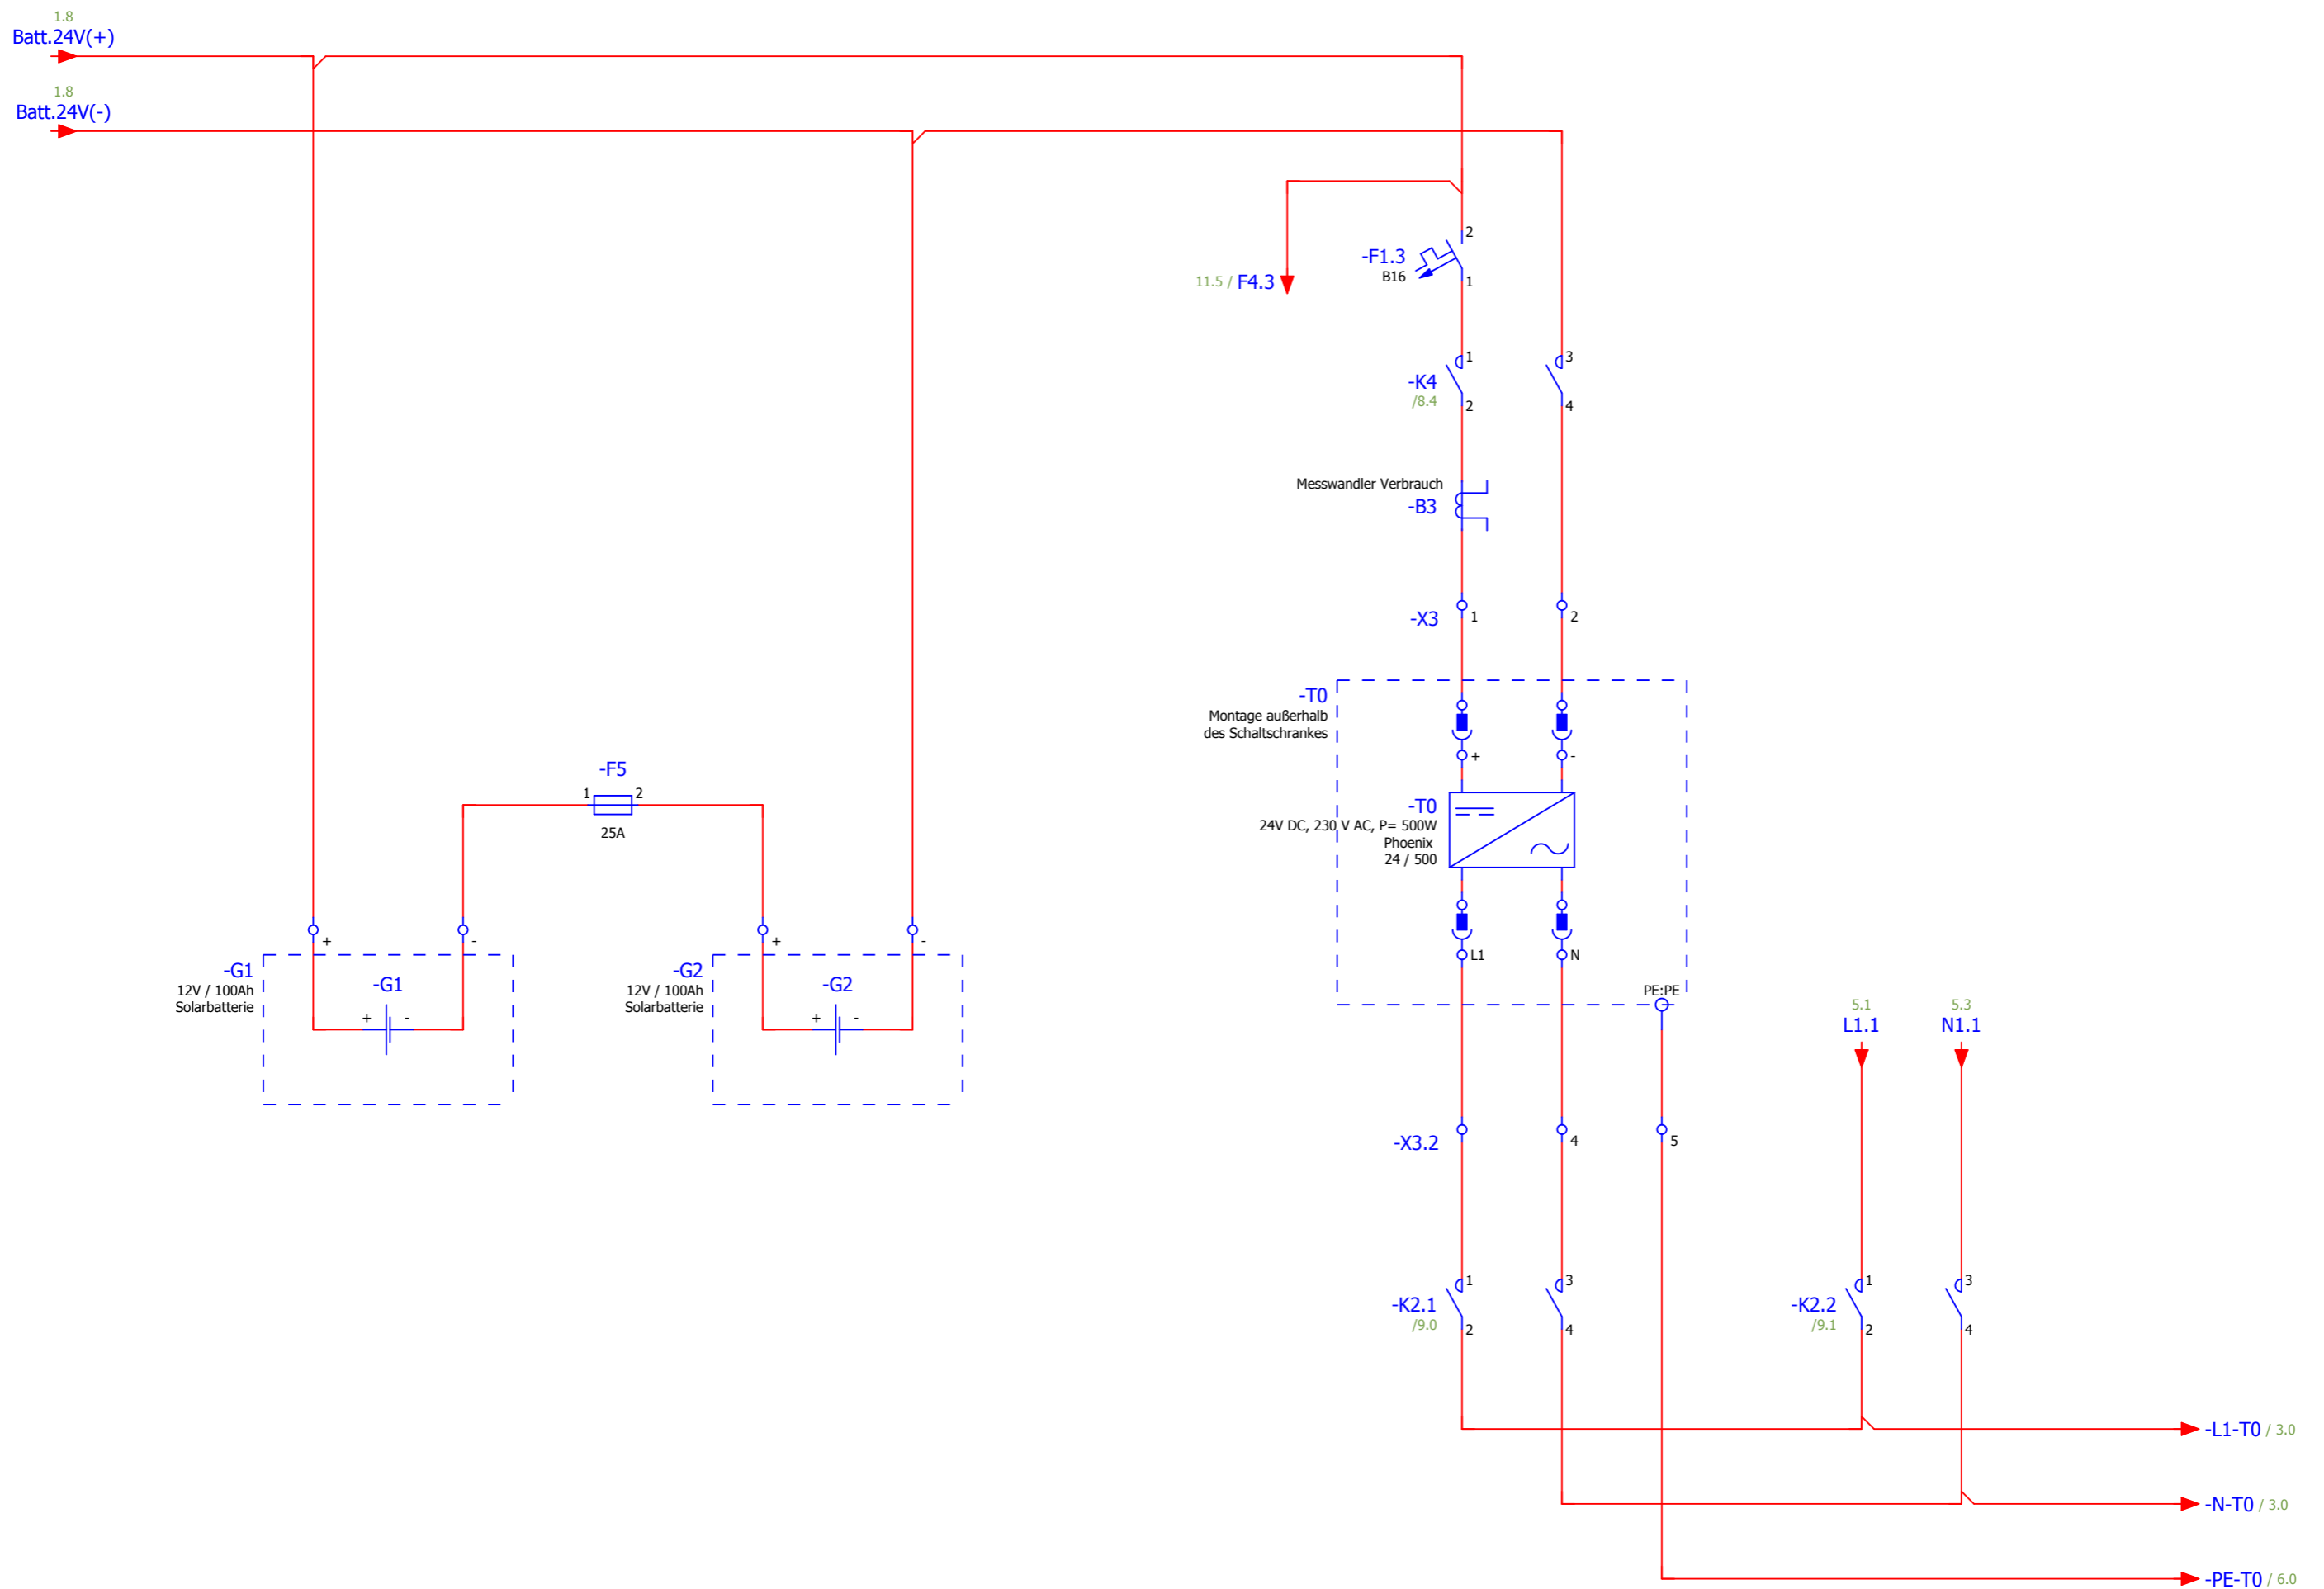 1.8
Batt.24V(+)
1.8
Batt.24V(-)
2
-F1.3
B16
1
11.5 / F4.3
1
3
-K4
/8.4
2
4
Messwandler Verbrauch
-B3
-X3
1
2
-T0
Montage außerhalb
des Schaltschrankes
+
-
-F5
1
2
25A
-T0
24V DC, 230 V AC, P= 500W
Phoenix
24 / 500
+
-
+
-
L1
N
-G1
12V / 100Ah
Solarbatterie
-G1
+
-
-G2
12V / 100Ah
Solarbatterie
-G2
+
-
PE:PE
5.1
L1.1
5.3
N1.1
-X3.2
4
5
1
3
-K2.1
/9.0
2
4
1
3
-K2.2
/9.1
2
4
-L1-T0 / 3.0
-N-T0 / 3.0
-PE-T0 / 6.0